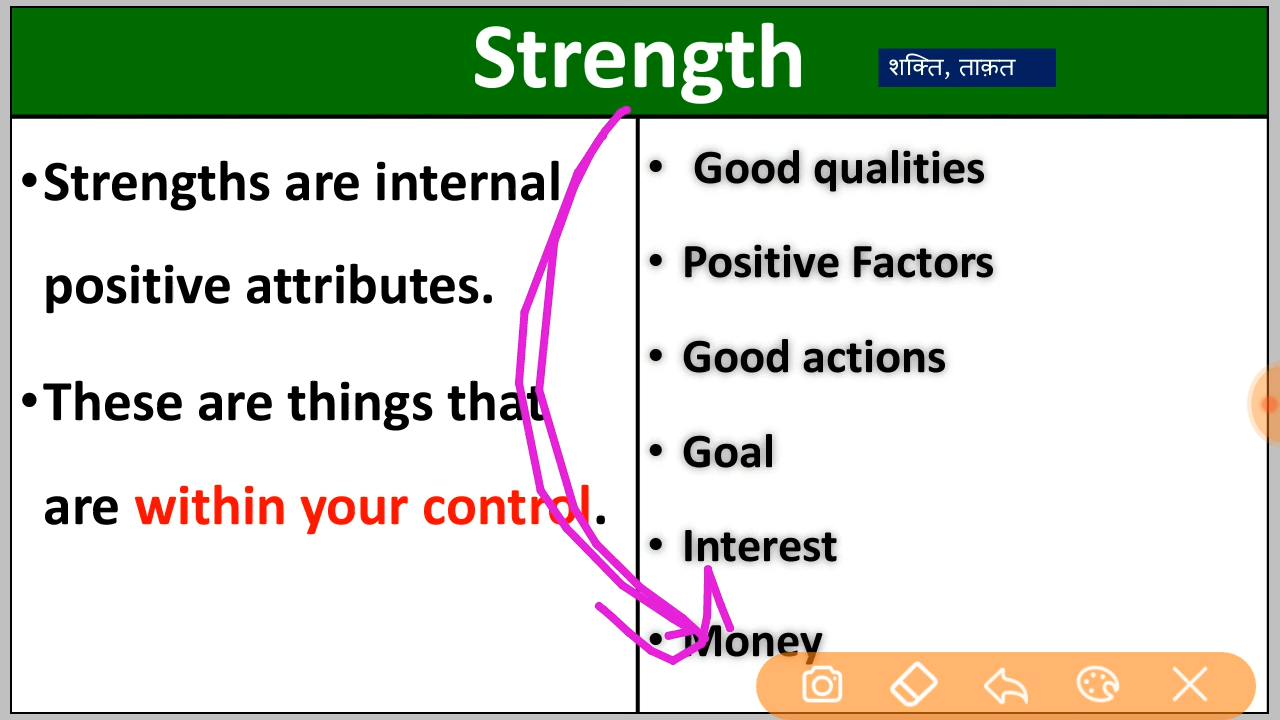 Strength
शक्ति, ताक़त
•Strengths are internal
positive attributes.
•These are things that
are within your control.
• Good qualities
• Positive Factors
• Good actions
• Goal
• Interest
• Money